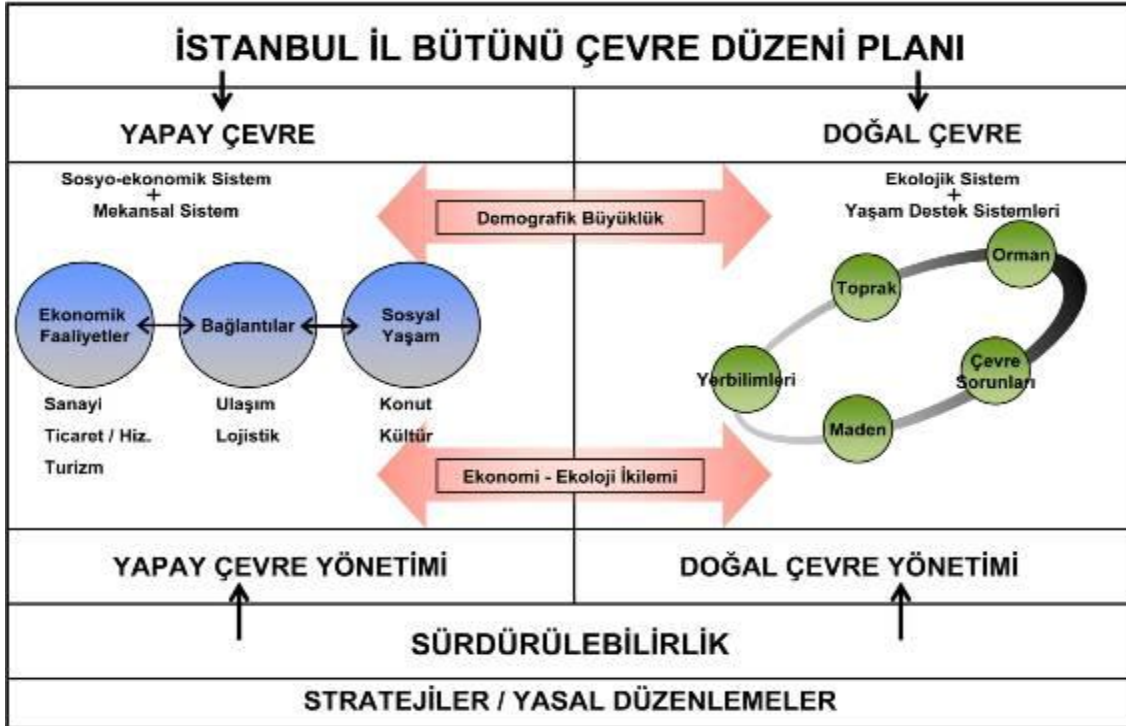 İSTANBUL İL BÜTÜNÜ ÇEVRE DÜZENİ PLANI
YAPAY ÇEVRE
DOĞAL ÇEVRE
Sosyo-ekonomik Sistem
+
Mekansal Sistem
Demografik Büyüklük
Ekolojik Sistem
+
Yaşam Destek Sistemleri
Ekonomik
Faaliyetler
Bağlantılar
Sosyal
Yaşam
Sanayi
Ticaret / Hiz.
Turizm
Ulaşım
Lojistik
Konut
Kültür
Orman
Toprak
Yerbilimleri
Çevre
Sorunları
Maden
Ekonomi - Ekoloji İkilemi
YAPAY ÇEVRE YÖNETİMİ
DOĞAL ÇEVRE YÖNETİMİ
SÜRDÜRÜLEBİLİRLİK
STRATEJİLER / YASAL DÜZENLEMELER